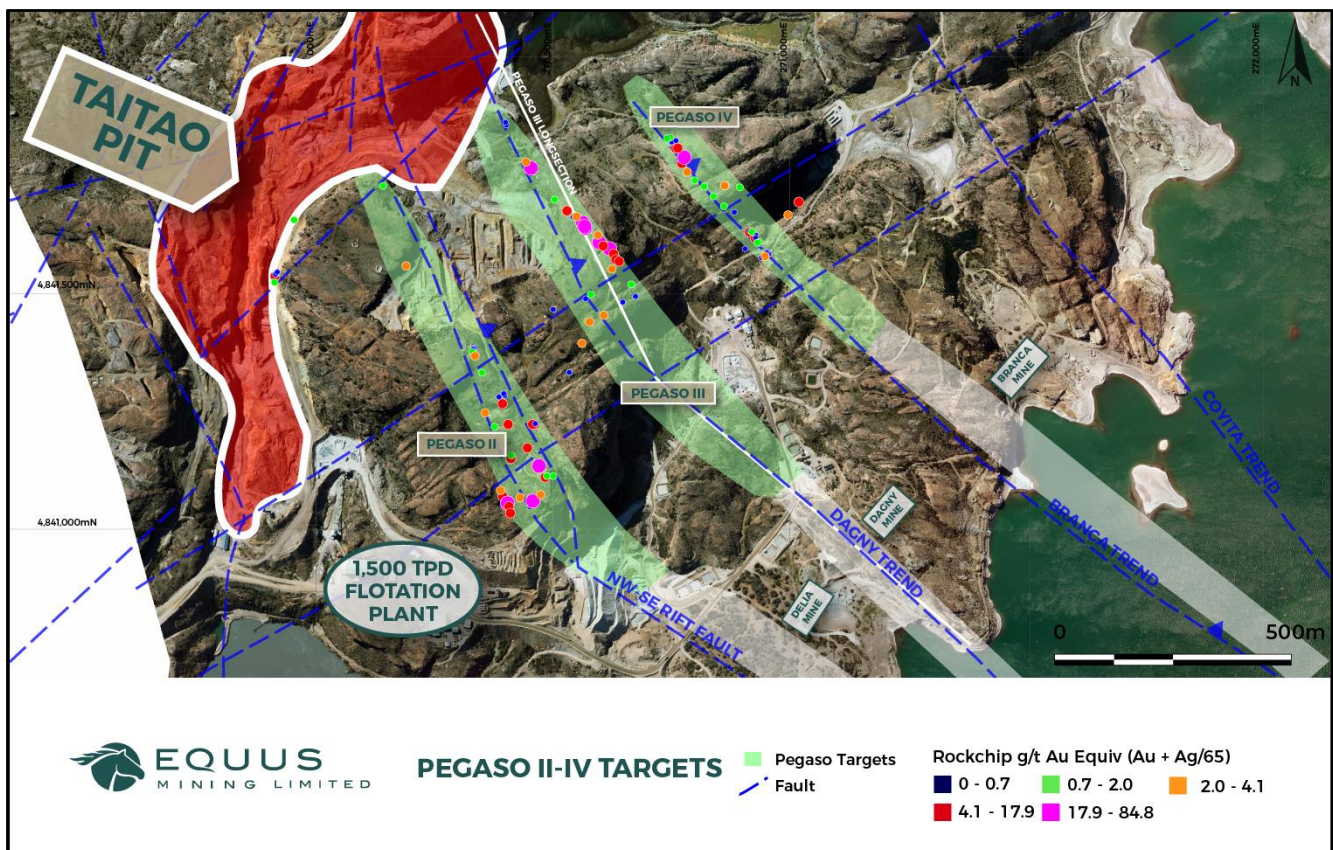 TAITAO
PIT
PEGASO III LONGSECTION
PEGASO IV
271,000mE
272,000mE
N
4,841,500mN
PEGASO III
PEGASO II
BRANCA
MINE
COYITA TREND
4,841,000mN
1,500 TPD
FLOTATION
PLANT
DAGNY
MINE
DELIA
MINE
NW-SE RIFT FAULT
DAGNY TREND
BRANCA TREND
0 500m
EQUUS
MINING LIMITED
PEGASO II-IV TARGETS
Pegaso Targets
Fault
Rockchip g/t Au Equiv (Au + Ag/65)
0 - 0.7
0.7 - 2.0
2.0 - 4.1
4.1 - 17.9
17.9 - 84.8